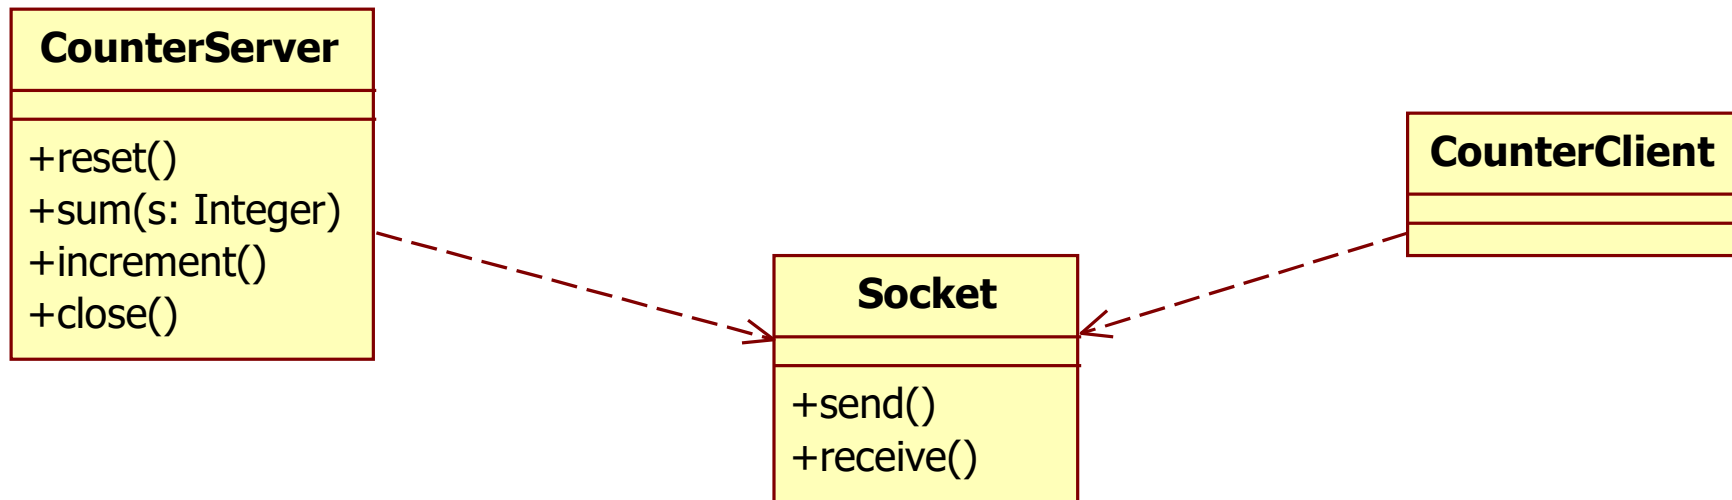 CounterServer
+reset()
+sum(s: Integer)
+increment()
+close()
Socket
+send()
+receive()
CounterClient